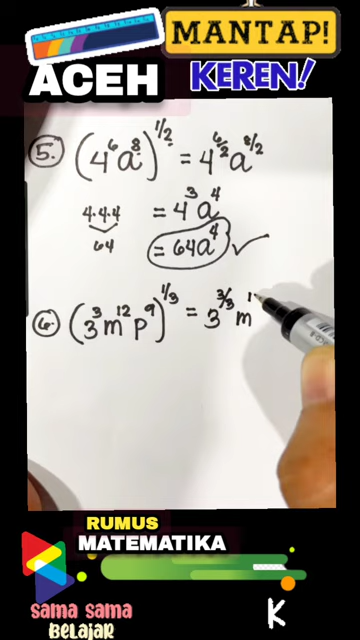 MANTAP!
ACEH KEREN!
5. (4⁶a⁸)^1/2 = 4^6/2 a^8/2
4·4·4 = 4³a⁴
64 = 64a⁴ ✓
6. (3³m¹²p⁹)^1/3 = 3^3/3 m^1
RUMUS
MATEMATIKA
sama sama
BELAJAR
K